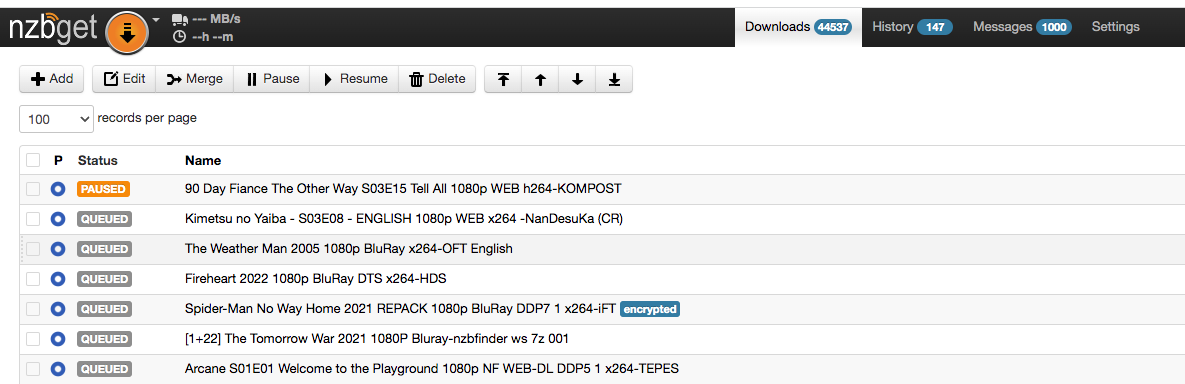 nzbget --- MB/s Downloads 44537 History 147 Messages 1000 Settings
--h --m
Add Edit Merge Pause Resume Delete
100 records per page
P Status Name
PAUSED 90 Day Fiance The Other Way S03E15 Tell All 1080p WEB h264-KOMPOST
QUEUED Kimetsu no Yaiba - S03E08 - ENGLISH 1080p WEB x264 -NanDesuKa (CR)
QUEUED The Weather Man 2005 1080p BluRay x264-OFT English
QUEUED Fireheart 2022 1080p BluRay DTS x264-HDS
QUEUED Spider-Man No Way Home 2021 REPACK 1080p BluRay DDP7 1 x264-iFT encrypted
QUEUED [1+22] The Tomorrow War 2021 1080P Bluray-nzbfinder ws 7z 001
QUEUED Arcane S01E01 Welcome to the Playground 1080p NF WEB-DL DDP5 1 x264-TEPES